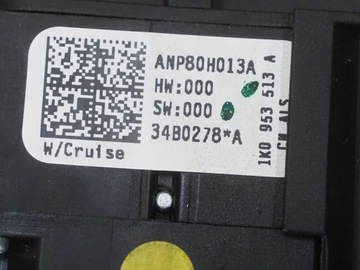 ANP80H013A
HW:000
SW:000
34B0278*A
W/Cruise
1K0 953 513 A